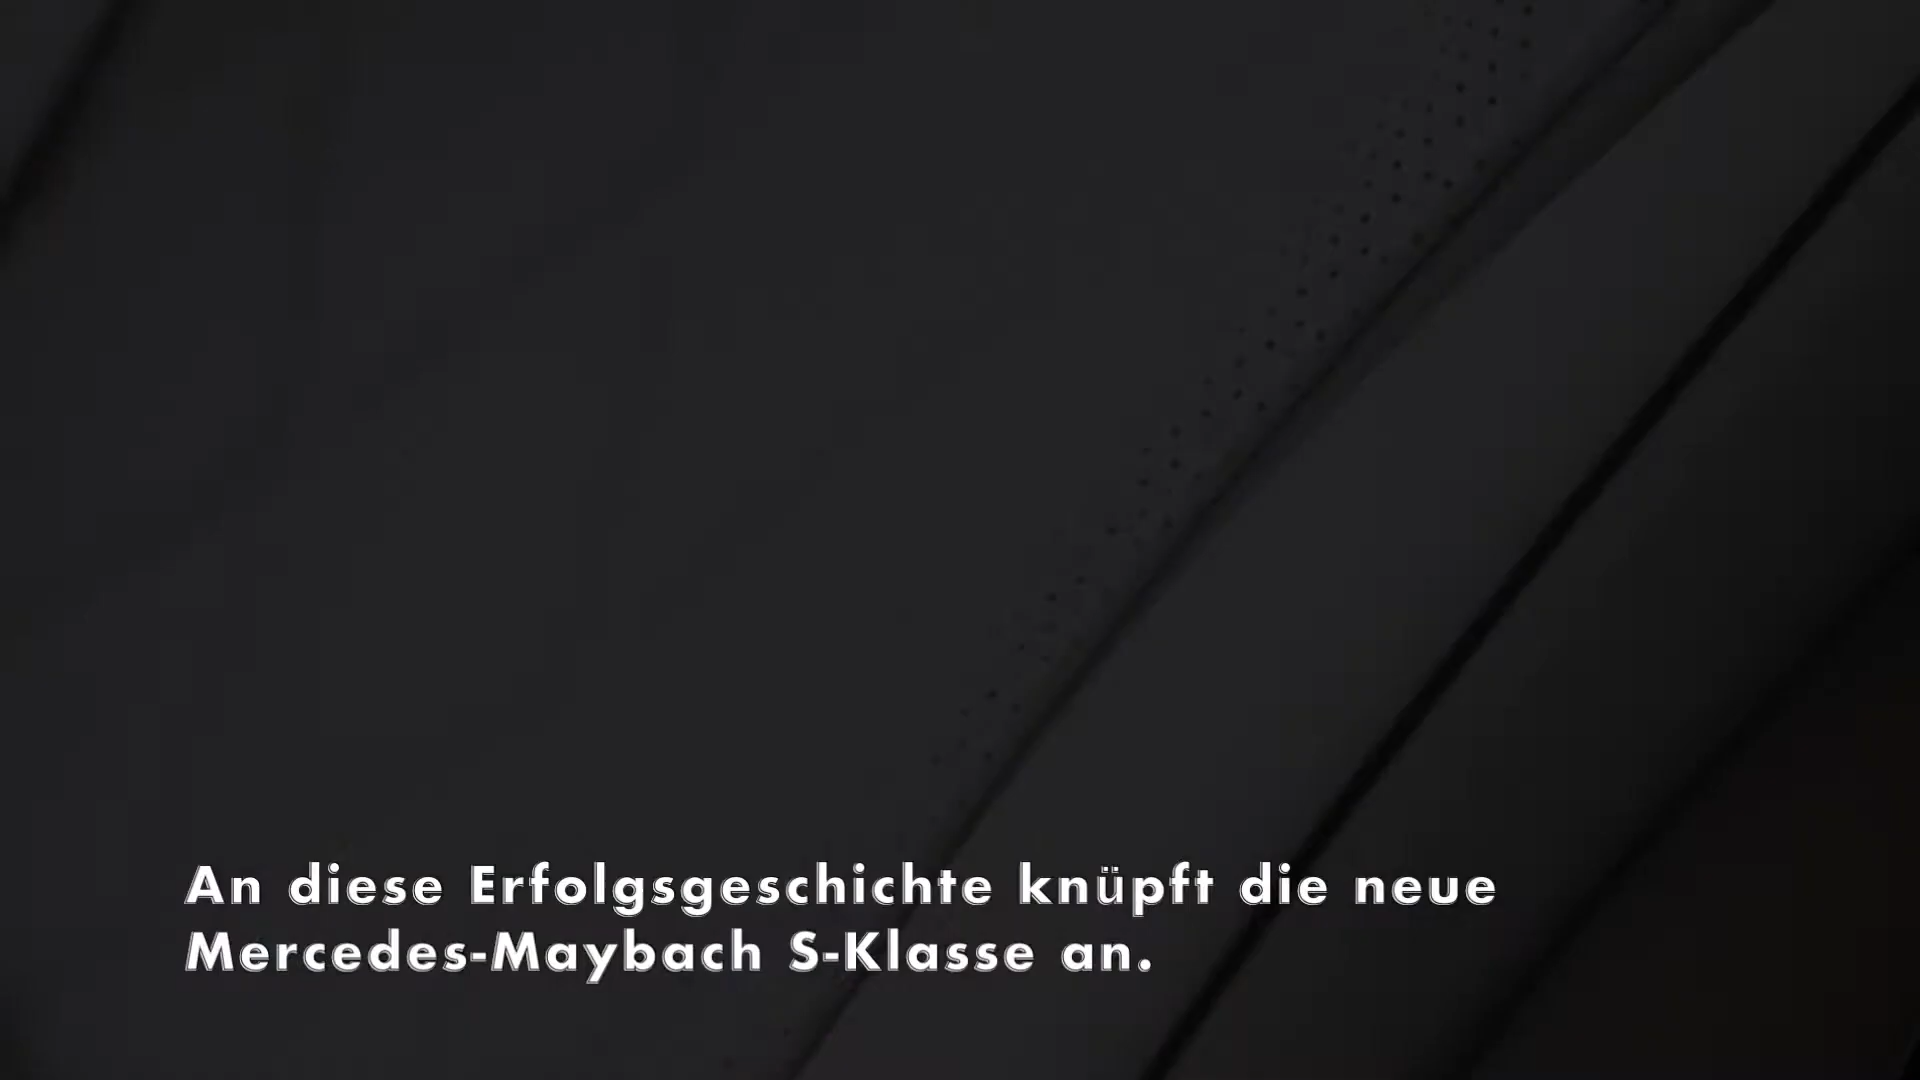 An diese Erfolgsgeschichte knüpft die neue
Mercedes-Maybach S-Klasse an.